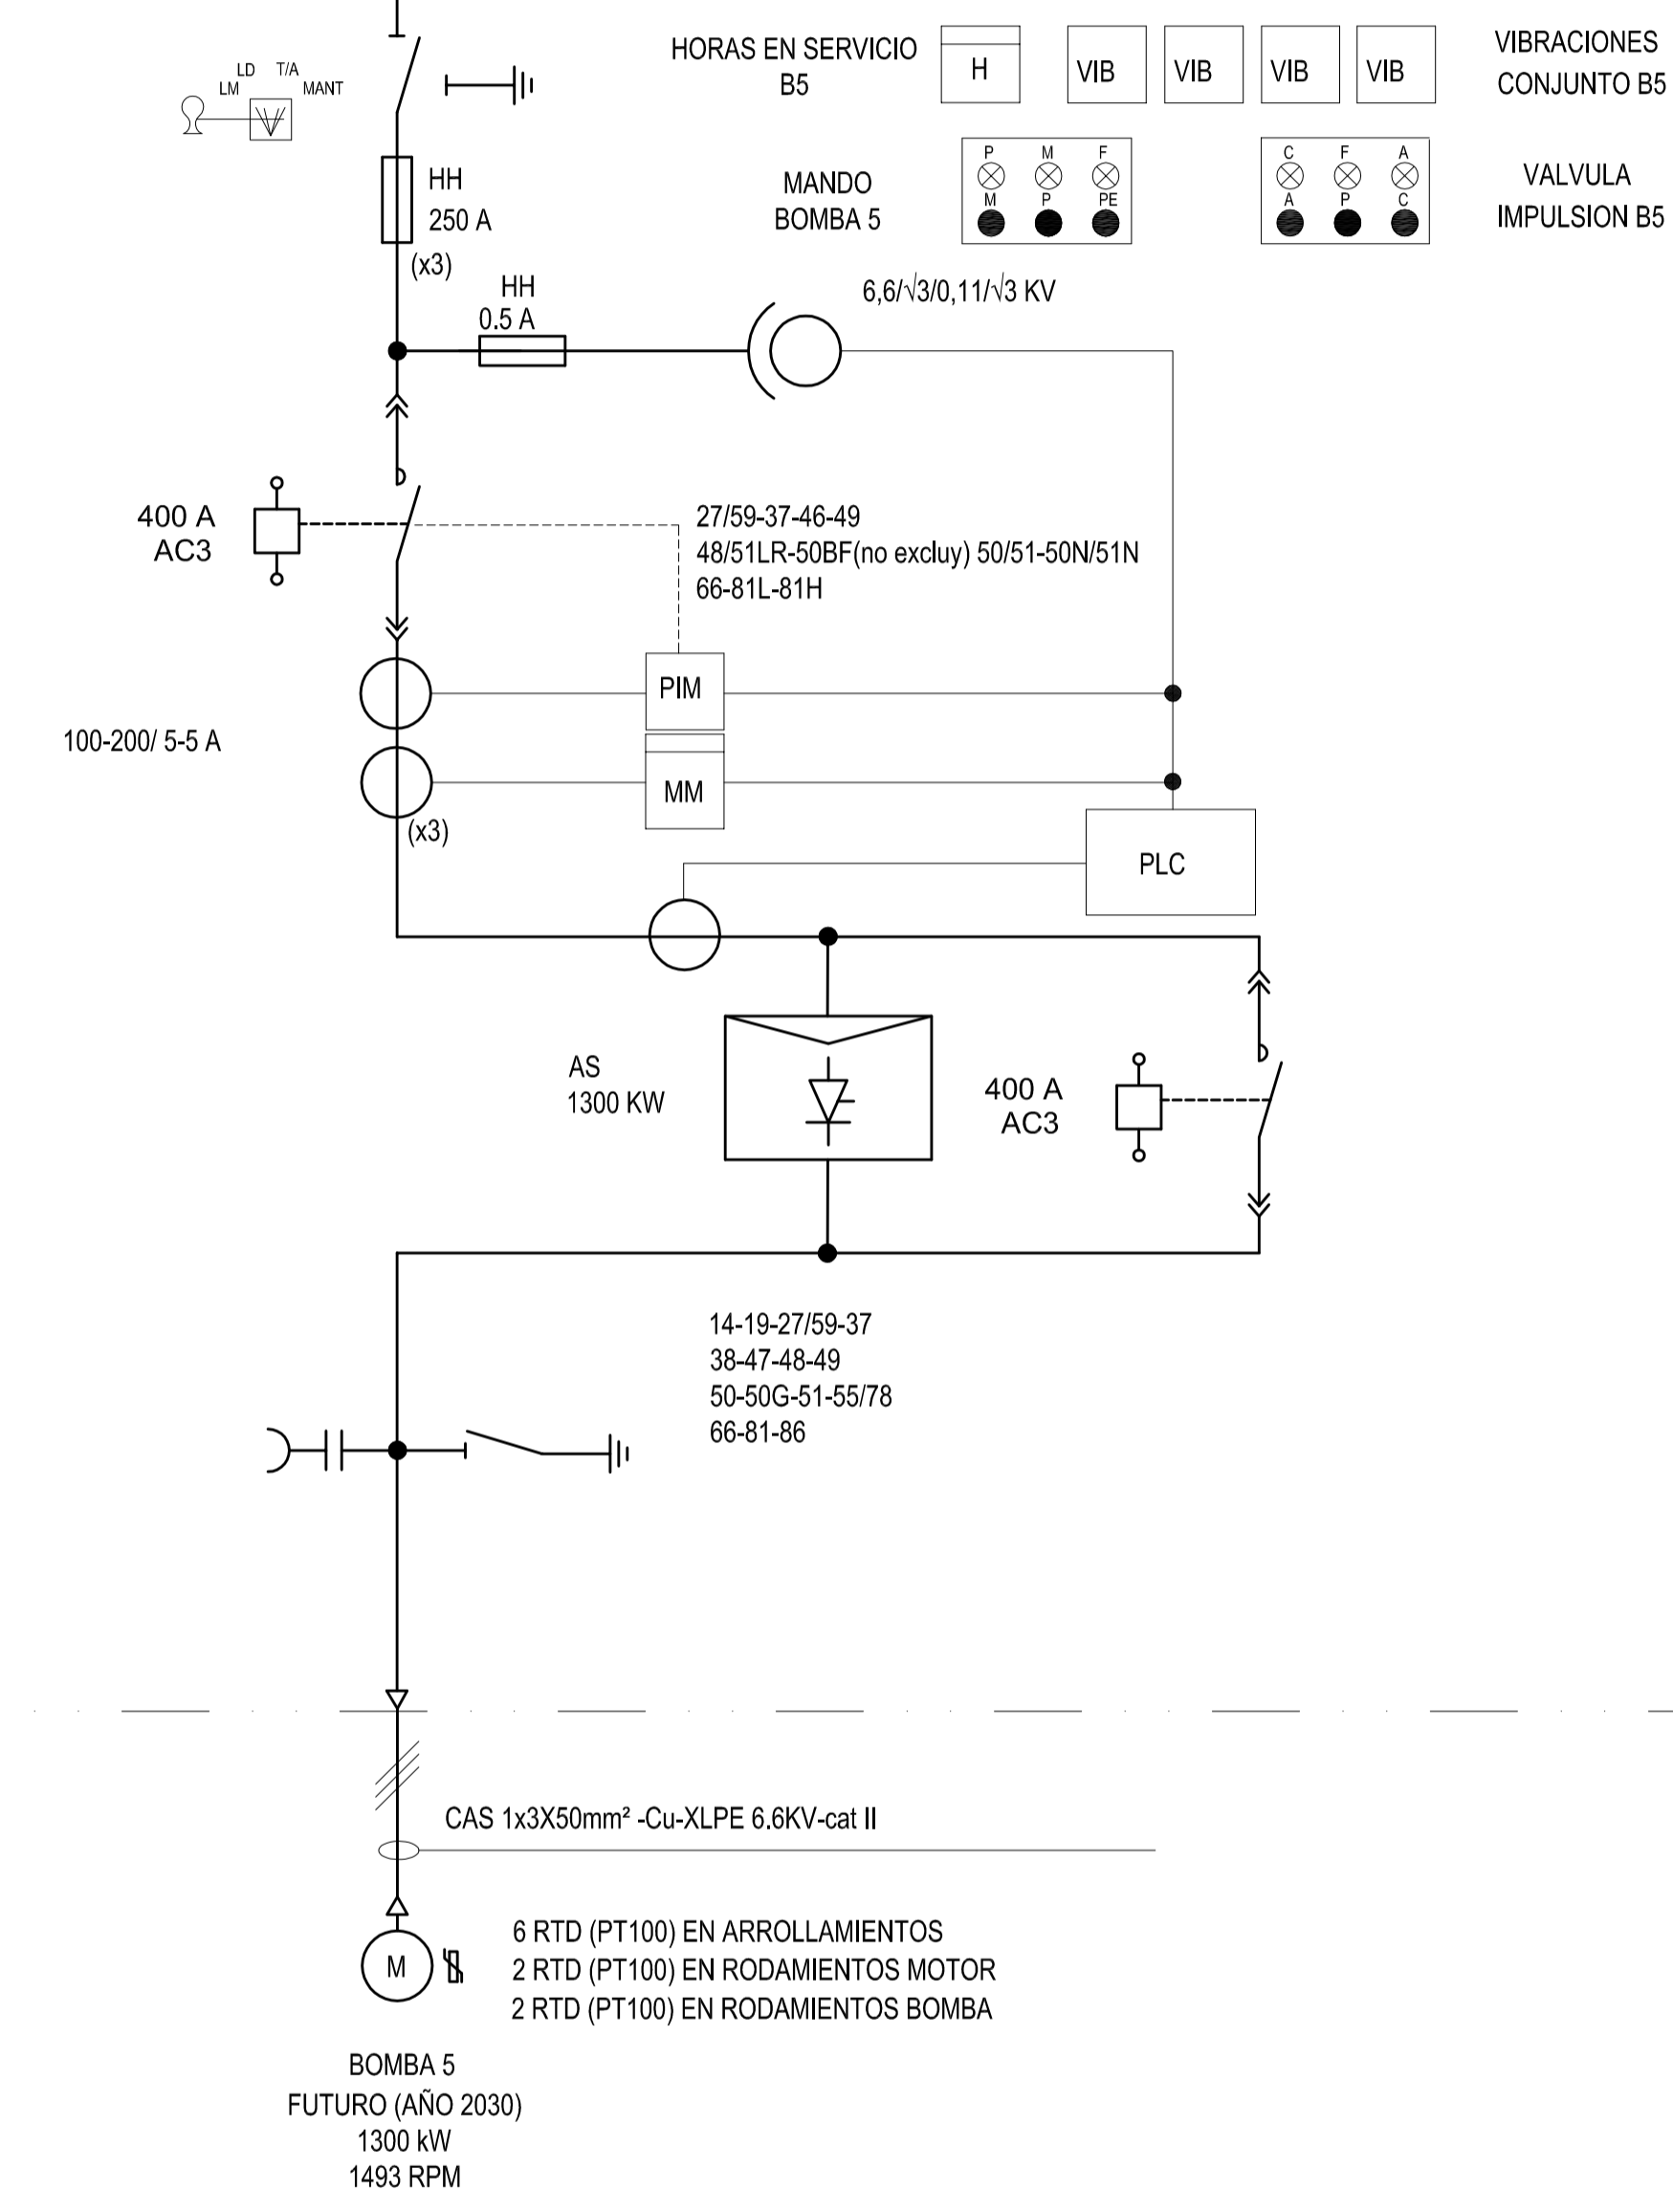 HORAS EN SERVICIO
B5
H
VIB
VIB
VIB
VIB
VIBRACIONES
CONJUNTO B5
LD T/A
LM MANT
MANDO
BOMBA 5
P M F
M P PE
C F A
A P C
VALVULA
IMPULSION B5
HH
250 A
(x3)
HH
0.5 A
6,6/√3/0,11/√3 KV
400 A
AC3
27/59-37-46-49
48/51LR-50BF(no excluy) 50/51-50N/51N
66-81L-81H
PIM
100-200/ 5-5 A
MM
(x3)
PLC
AS
1300 KW
400 A
AC3
14-19-27/59-37
38-47-48-49
50-50G-51-55/78
66-81-86
CAS 1x3X50mm² -Cu-XLPE 6.6KV-cat II
M
6 RTD (PT100) EN ARROLLAMIENTOS
2 RTD (PT100) EN RODAMIENTOS MOTOR
2 RTD (PT100) EN RODAMIENTOS BOMBA
BOMBA 5
FUTURO (AÑO 2030)
1300 kW
1493 RPM